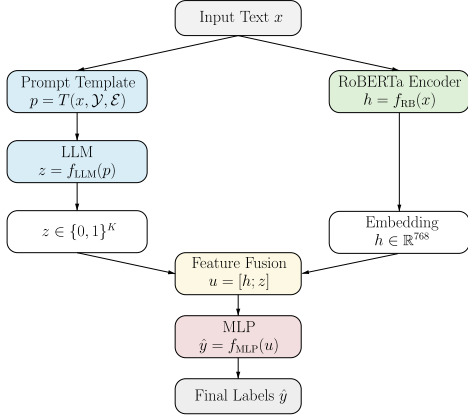 Input Text x
Prompt Template
p = T(x, 𝒴, ℰ)
RoBERTa Encoder
h = f_RB(x)
LLM
z = f_LLM(p)
z ∈ {0, 1}^K
Embedding
h ∈ ℝ^768
Feature Fusion
u = [h; z]
MLP
ŷ = f_MLP(u)
Final Labels ŷ